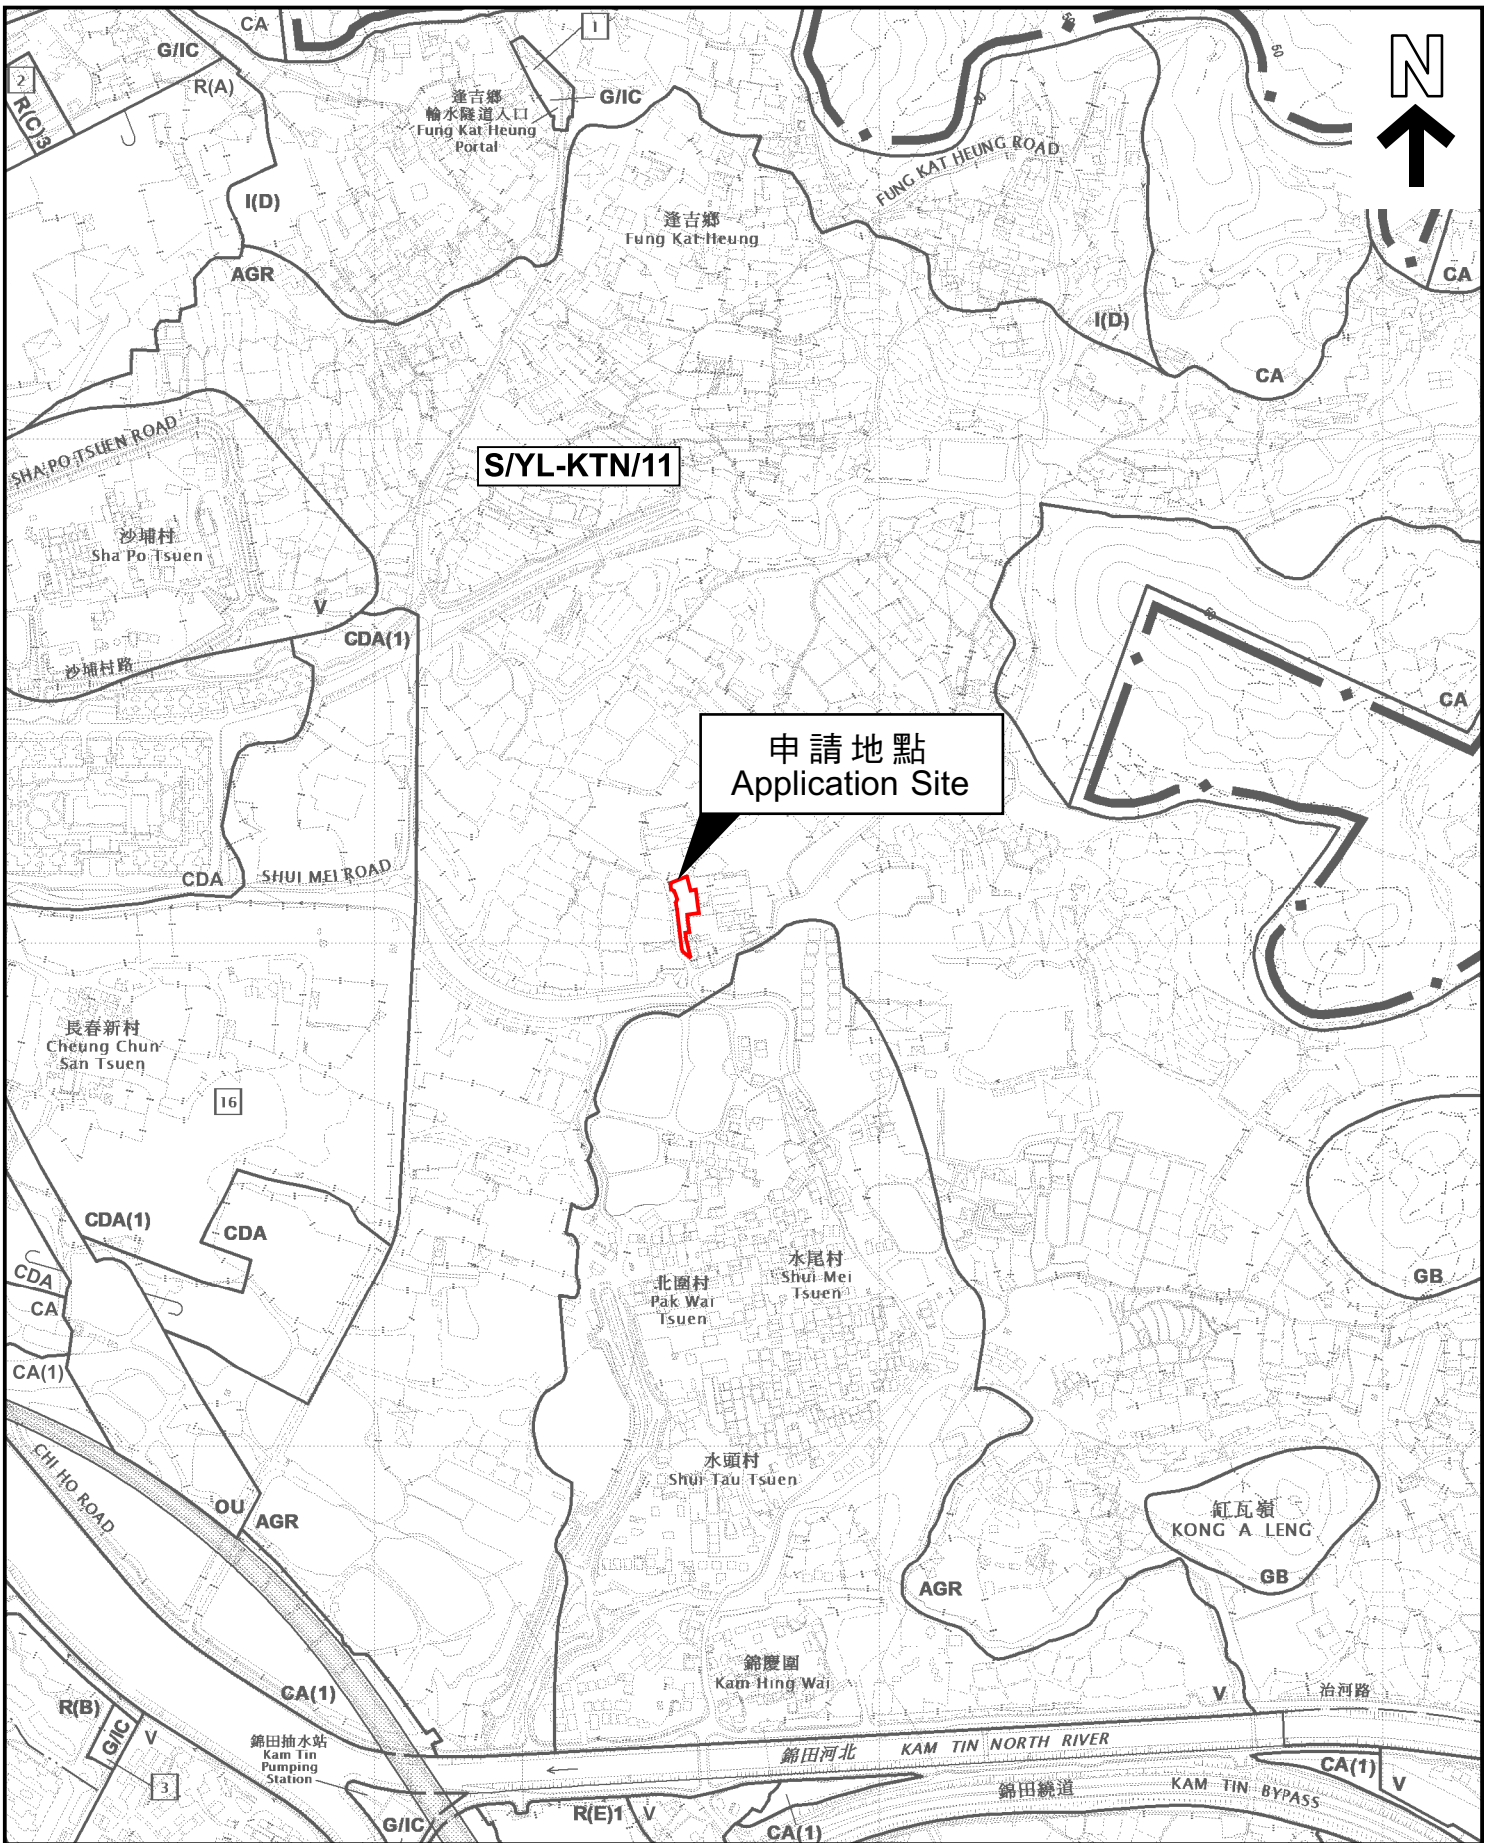 CA
G/IC
1
N
2
R(A)
R(C)3
逢吉鄉
輸水隧道入口
Fung Kat Heung
Portal
G/IC
50
50
50
FUNG KAT HEUNG ROAD
I(D)
逢吉鄉
Fung Kat Heung
AGR
CA
I(D)
CA
SHA PO TSUEN ROAD
S/YL-KTN/11
沙埔村
Sha Po Tsuen
V
CDA(1)
50
沙埔村路
CA
申請地點
Application Site
CDA
SHUI MEI ROAD
長春新村
Cheung Chun
San Tsuen
16
CDA(1)
CDA
水尾村
Shui Mei
Tsuen
北圍村
Pak Wai
Tsuen
GB
CDA
CA
CA(1)
水頭村
Shui Tau Tsuen
CHI HO ROAD
OU
AGR
缸瓦嶺
KONG A LENG
GB
AGR
錦慶圍
Kam Hing Wai
CA(1)
V
治河路
R(B)
G/IC
V
錦田抽水站
Kam Tin
Pumping
Station
錦田河北
KAM TIN NORTH RIVER
3
CA(1)
V
錦田繞道
KAM TIN BYPASS
G/IC
R(E)1
V
CA(1)